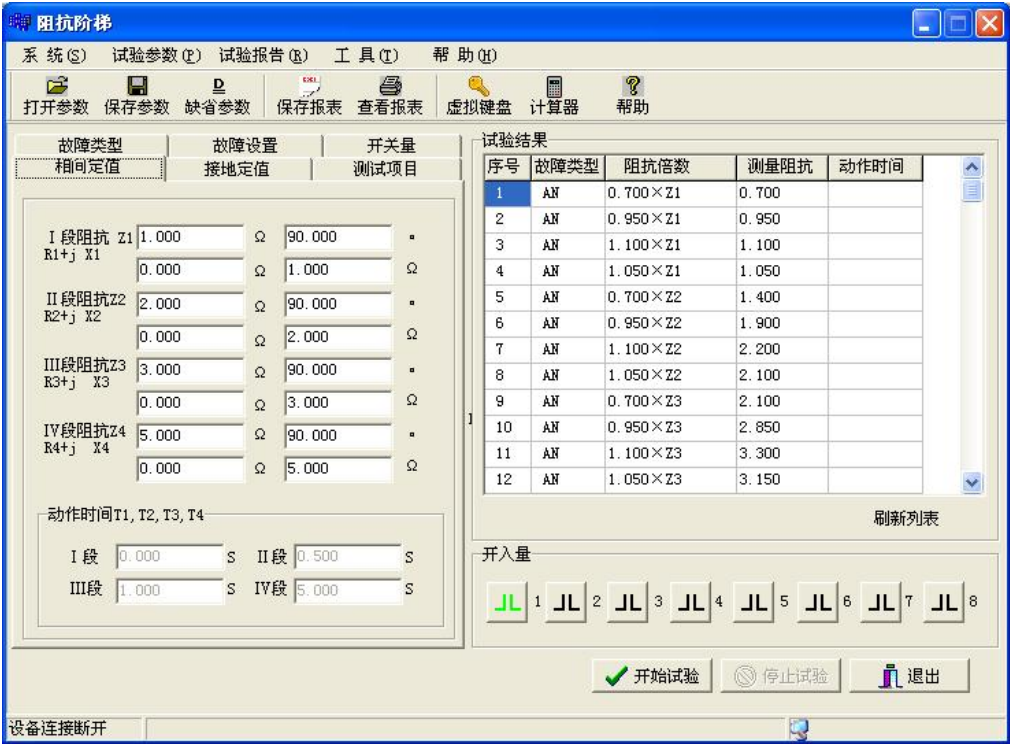 阻抗阶梯
系 统(S) 试验参数(P) 试验报告(R) 工 具(T) 帮 助(H)
打开参数 保存参数 缺省参数 保存报表 查看报表 虚拟键盘 计算器 帮助
故障类型 故障设置 开关量
相间定值 接地定值 测试项目
I 段阻抗 Z1 1.000 Ω 90.000 °
R1+j X1
0.000 Ω 1.000 Ω
II 段阻抗Z2 2.000 Ω 90.000 °
R2+j X2
0.000 Ω 2.000 Ω
III段阻抗Z3 3.000 Ω 90.000 °
R3+j X3
0.000 Ω 3.000 Ω
IV段阻抗Z4 5.000 Ω 90.000 °
R4+j X4
0.000 Ω 5.000 Ω
动作时间T1,T2,T3,T4
I 段 0.000 S II 段 0.500 S
III段 1.000 S IV段 5.000 S
试验结果
序号 故障类型 阻抗倍数 测量阻抗 动作时间
1 AN 0.700×Z1 0.700
2 AN 0.950×Z1 0.950
3 AN 1.100×Z1 1.100
4 AN 1.050×Z1 1.050
5 AN 0.700×Z2 1.400
6 AN 0.950×Z2 1.900
7 AN 1.100×Z2 2.200
8 AN 1.050×Z2 2.100
9 AN 0.700×Z3 2.100
10 AN 0.950×Z3 2.850
11 AN 1.100×Z3 3.300
12 AN 1.050×Z3 3.150
刷新列表
开入量
1 2 3 4 5 6 7 8
开始试验 停止试验 退出
设备连接断开